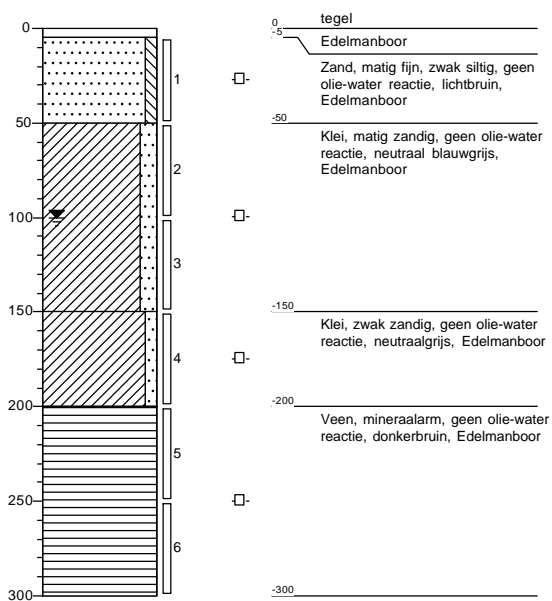 0
50
100
150
200
250
300
1
2
3
4
5
6
0
tegel
-5
Edelmanboor
Zand, matig fijn, zwak siltig, geen
olie-water reactie, lichtbruin,
Edelmanboor
-50
Klei, matig zandig, geen olie-water
reactie, neutraal blauwgrijs,
Edelmanboor
-150
Klei, zwak zandig, geen olie-water
reactie, neutraalgrijs, Edelmanboor
-200
Veen, mineraalarm, geen olie-water
reactie, donkerbruin, Edelmanboor
-300